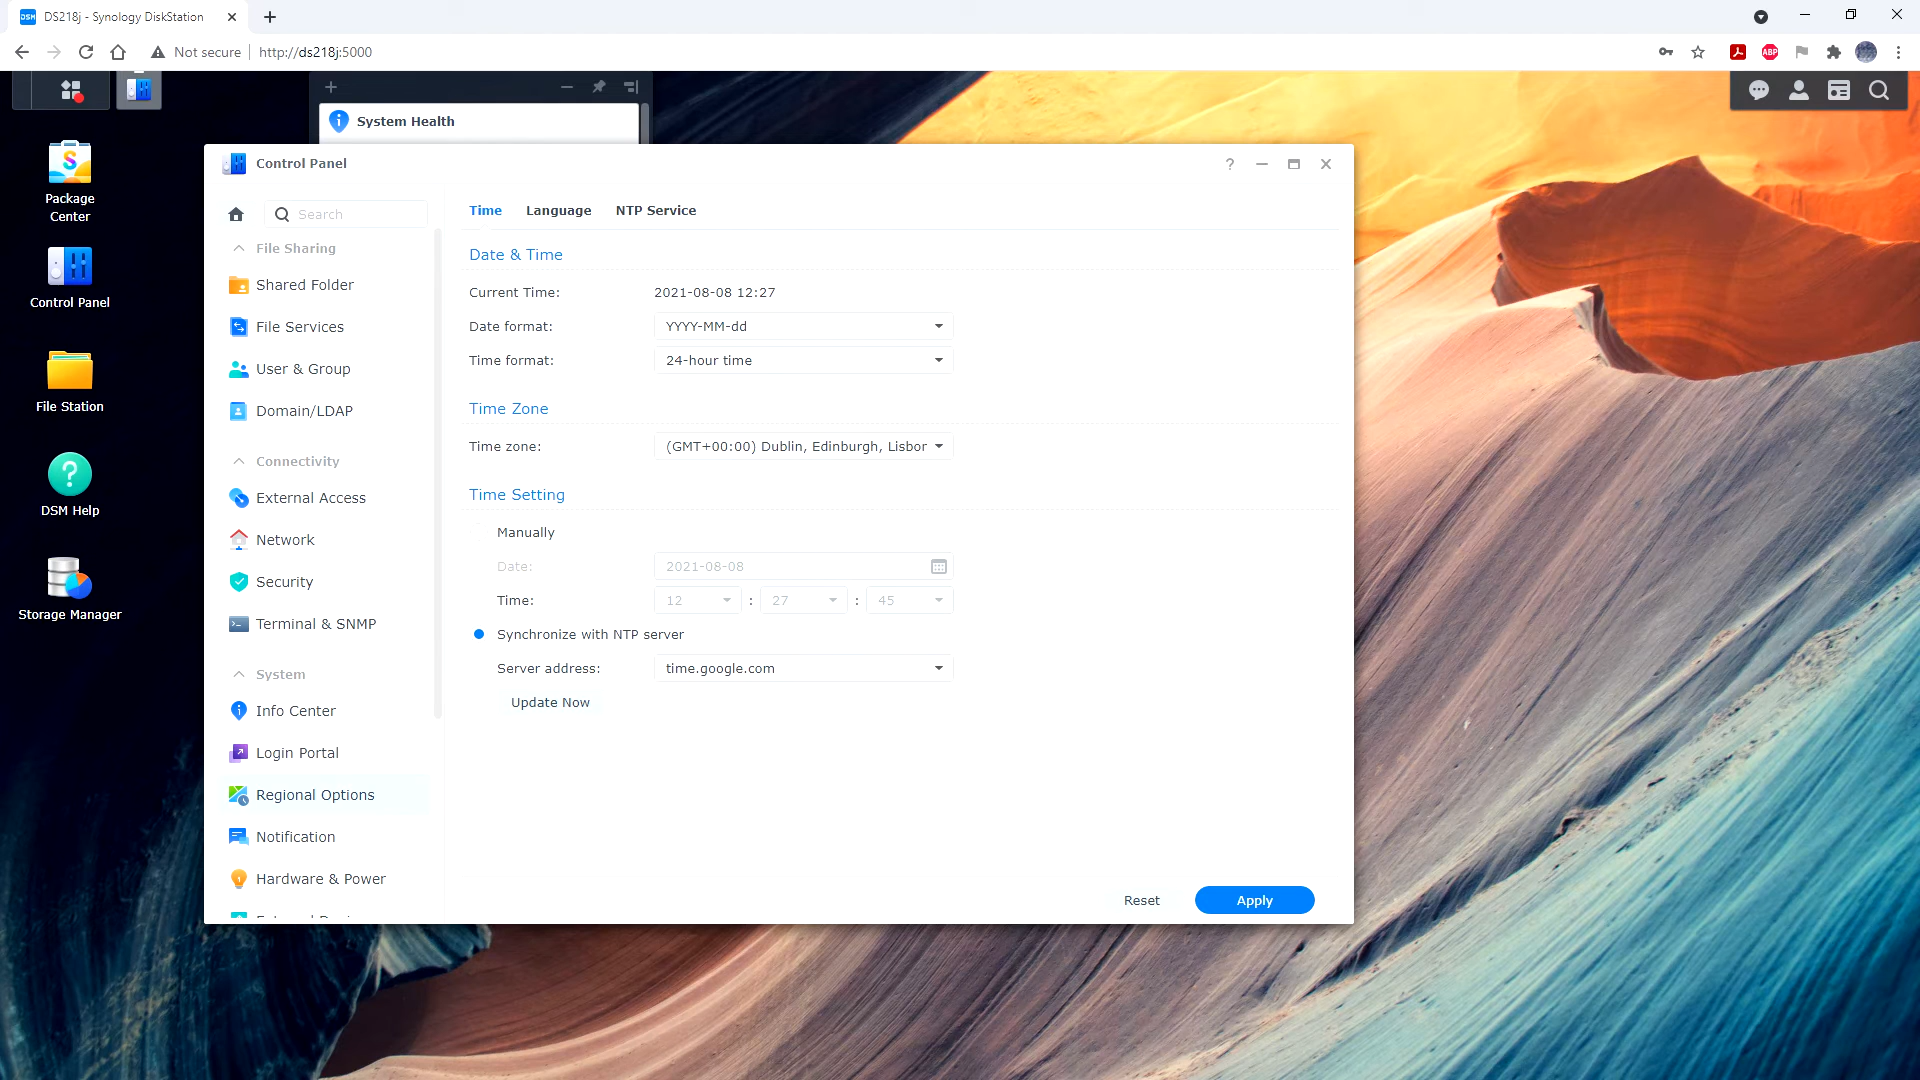 DS218j - Synology DiskStation
Not secure
http://ds218j:5000
System Health
Package
Center
Control Panel
File Station
DSM Help
Storage Manager
Control Panel
Search
File Sharing
Shared Folder
File Services
User & Group
Domain/LDAP
Connectivity
External Access
Network
Security
Terminal & SNMP
System
Info Center
Login Portal
Regional Options
Notification
Hardware & Power
Time
Language
NTP Service
Date & Time
Current Time: 2021-08-08 12:27
Date format: YYYY-MM-dd
Time format: 24-hour time
Time Zone
Time zone: (GMT+00:00) Dublin, Edinburgh, Lisbor
Time Setting
Manually
Date: 2021-08-08
Time: 12 : 27 : 45
Synchronize with NTP server
Server address: time.google.com
Update Now
Reset
Apply